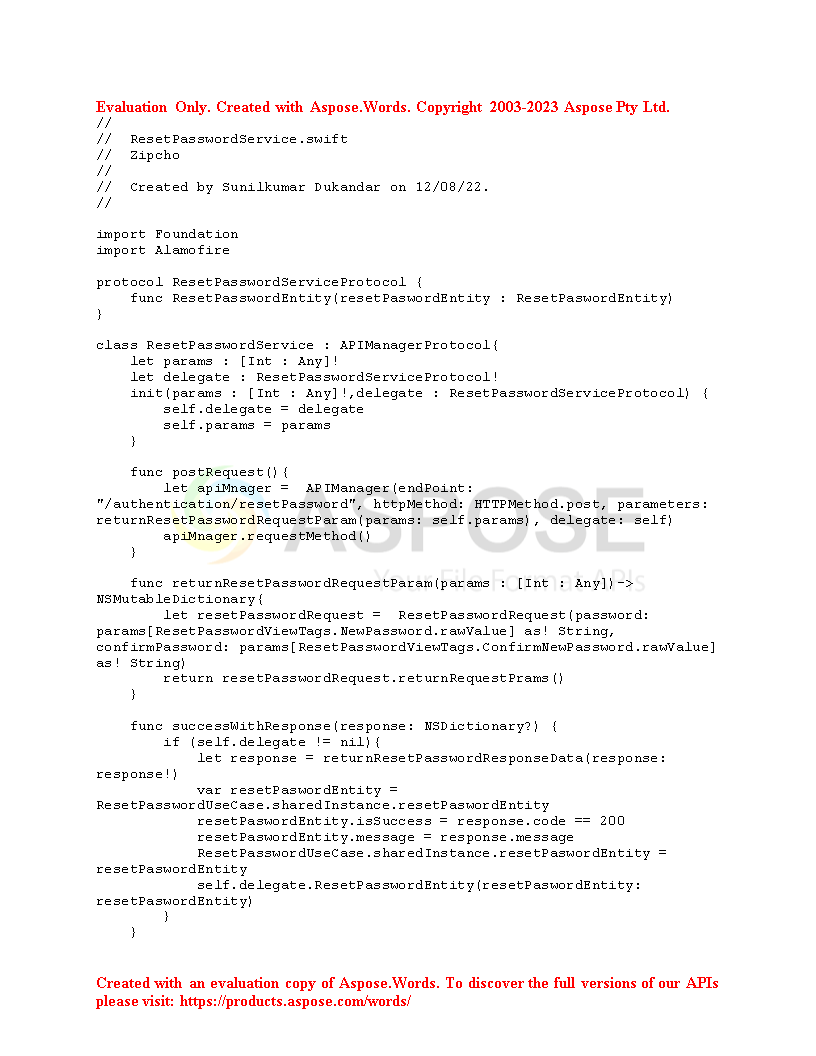 Evaluation Only. Created with Aspose.Words. Copyright 2003-2023 Aspose Pty Ltd.
//
//  ResetPasswordService.swift
//  Zipcho
//
//  Created by Sunilkumar Dukandar on 12/08/22.
//
import Foundation
import Alamofire
protocol ResetPasswordServiceProtocol {
    func ResetPasswordEntity(resetPaswordEntity : ResetPaswordEntity)
}
class ResetPasswordService : APIManagerProtocol{
    let params : [Int : Any]!
    let delegate : ResetPasswordServiceProtocol!
    init(params : [Int : Any]!,delegate : ResetPasswordServiceProtocol) {
        self.delegate = delegate
        self.params = params
    }
    func postRequest(){
        let apiMnager =  APIManager(endPoint:
"/authentication/resetPassword", httpMethod: HTTPMethod.post, parameters:
returnResetPasswordRequestParam(params: self.params), delegate: self)
        apiMnager.requestMethod()
    }
ASPOSE
Your File Format APIs
    func returnResetPasswordRequestParam(params : [Int : Any])->
NSMutableDictionary{
        let resetPasswordRequest =  ResetPasswordRequest(password:
params[ResetPasswordViewTags.NewPassword.rawValue] as! String,
confirmPassword: params[ResetPasswordViewTags.ConfirmNewPassword.rawValue]
as! String)
        return resetPasswordRequest.returnRequestPrams()
    }
    func successWithResponse(response: NSDictionary?) {
        if (self.delegate != nil){
            let response = returnResetPasswordResponseData(response:
response!)
            var resetPaswordEntity =
ResetPasswordUseCase.sharedInstance.resetPaswordEntity
            resetPaswordEntity.isSuccess = response.code == 200
            resetPaswordEntity.message = response.message
            ResetPasswordUseCase.sharedInstance.resetPaswordEntity =
resetPaswordEntity
            self.delegate.ResetPasswordEntity(resetPaswordEntity:
resetPaswordEntity)
        }
    }
Created with an evaluation copy of Aspose.Words. To discover the full versions of our APIs
please visit: https://products.aspose.com/words/